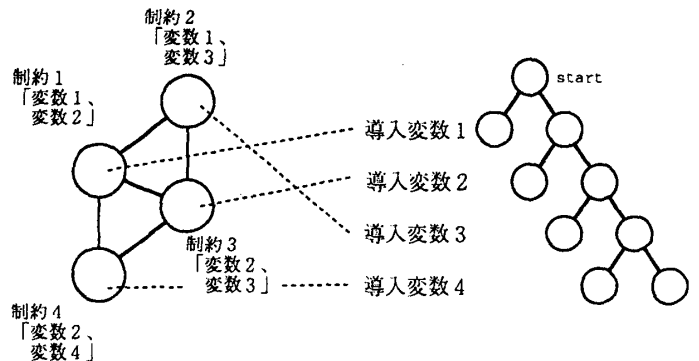 制約2
「変数1、
変数3」
制約1
「変数1、
変数2」
start
導入変数1
導入変数2
導入変数3
制約3
「変数2、
変数3」
導入変数4
制約4
「変数2、
変数4」